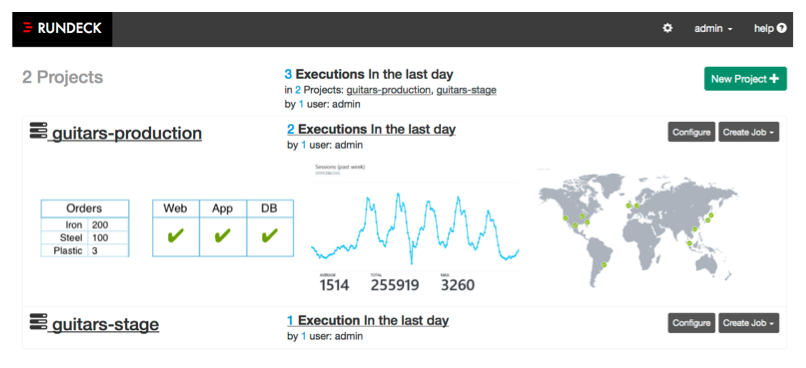 RUNDECK
admin
help
2 Projects
3 Executions In the last day
in 2 Projects: guitars-production, guitars-stage
by 1 user: admin
New Project
guitars-production
2 Executions In the last day
by 1 user: admin
Configure
Create Job
Sessions (past week)
Orders
Iron 200
Steel 100
Plastic 3
Web App DB
AVERAGE TOTAL MAX
1514 255919 3260
guitars-stage
1 Execution In the last day
by 1 user: admin
Configure
Create Job